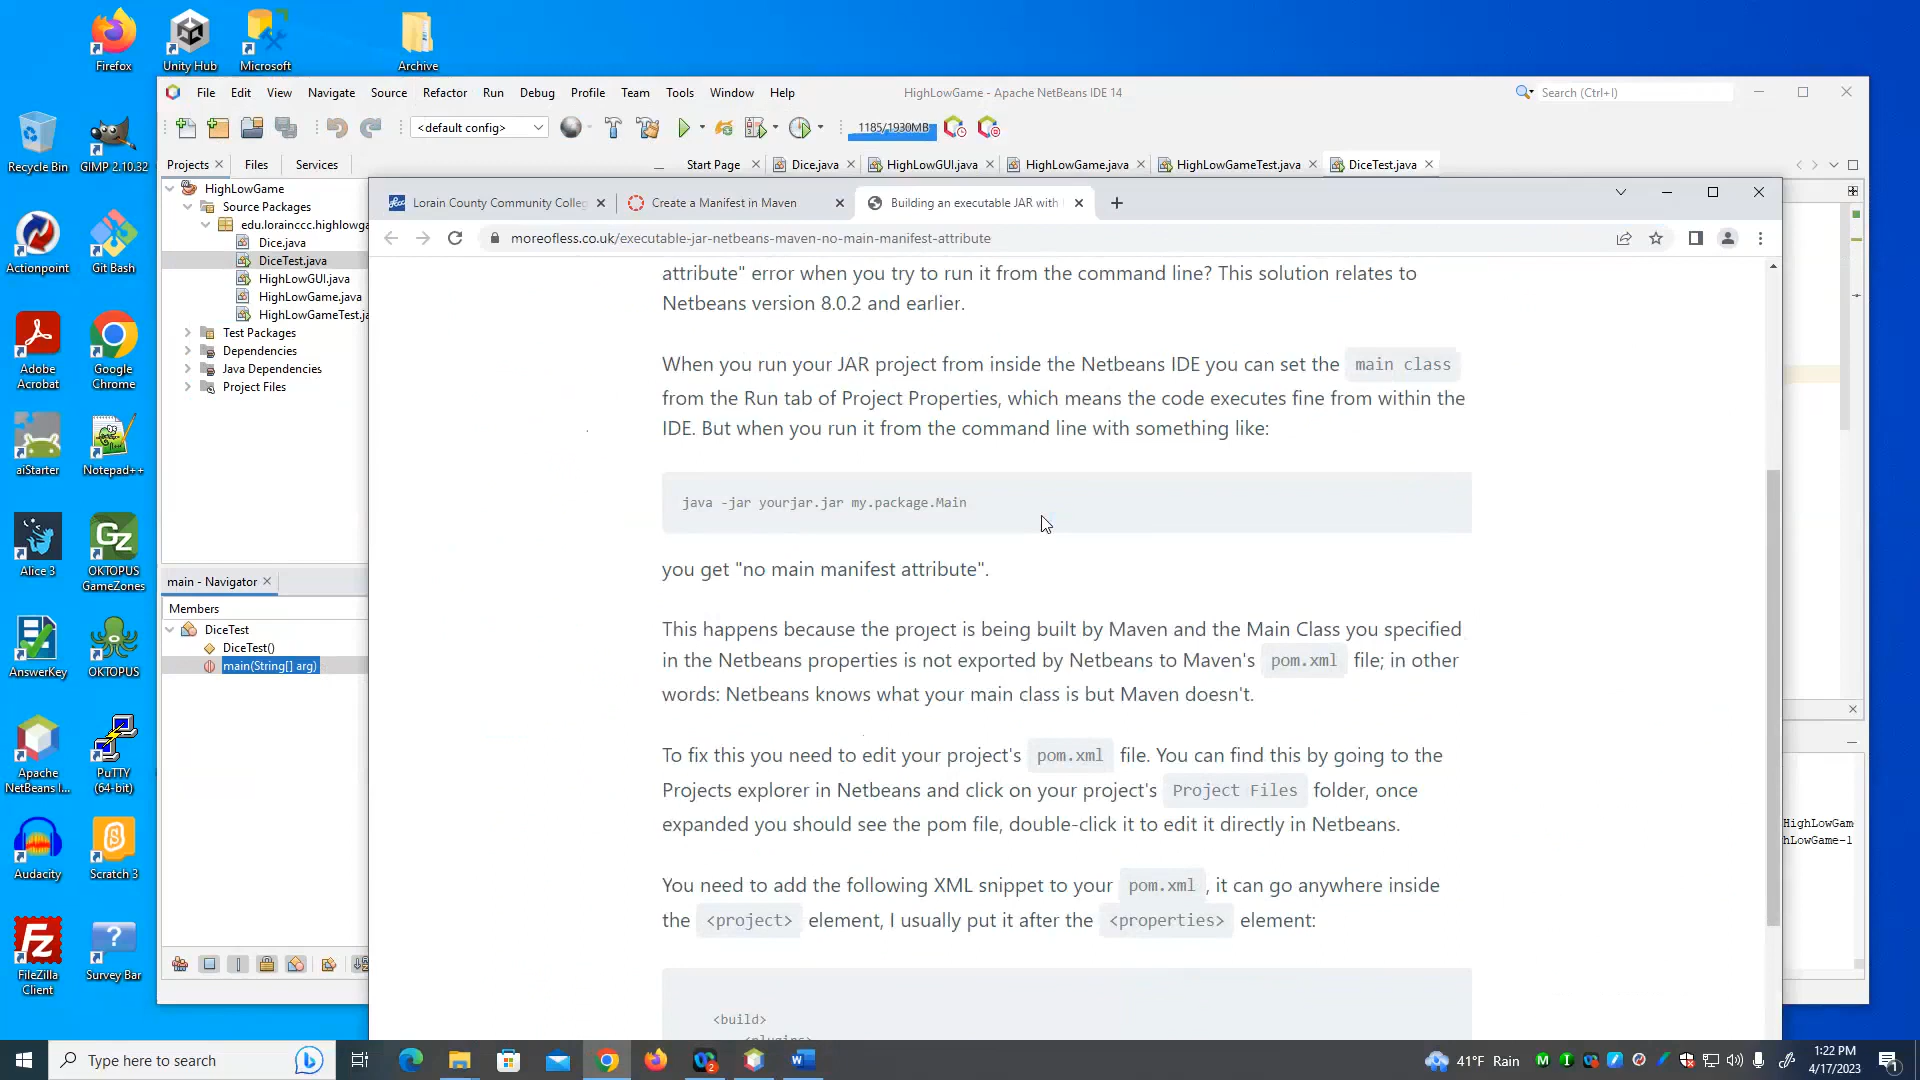 Firefox
Unity Hub
Microsoft
Archive
Recycle Bin
GIMP 2.10.32
Actionpoint
Git Bash
Adobe
Acrobat
Google
Chrome
aiStarter
Notepad++
Alice 3
OKTOPUS
GameZones
AnswerKey
OKTOPUS
Apache
NetBeans I...
PuTTY
(64-bit)
Audacity
Scratch 3
FileZilla
Client
Survey Bar
File Edit View Navigate Source Refactor Run Debug Profile Team Tools Window Help
HighLowGame - Apache NetBeans IDE 14
Search (Ctrl+I)
<default config>
1185/1930MB
Projects Files Services
Start Page Dice.java HighLowGUI.java HighLowGame.java HighLowGameTest.java DiceTest.java
HighLowGame
Source Packages
edu.lorainccc.highlowga
Dice.java
DiceTest.java
HighLowGUI.java
HighLowGame.java
HighLowGameTest.ja
Test Packages
Dependencies
Java Dependencies
Project Files
main - Navigator
Members
DiceTest
DiceTest()
main(String[] arg)
Lorain County Community Colleg
Create a Manifest in Maven
Building an executable JAR with
moreofless.co.uk/executable-jar-netbeans-maven-no-main-manifest-attribute
attribute" error when you try to run it from the command line? This solution relates to
Netbeans version 8.0.2 and earlier.
When you run your JAR project from inside the Netbeans IDE you can set the main class
from the Run tab of Project Properties, which means the code executes fine from within the
IDE. But when you run it from the command line with something like:
java -jar yourjar.jar my.package.Main
you get "no main manifest attribute".
This happens because the project is being built by Maven and the Main Class you specified
in the Netbeans properties is not exported by Netbeans to Maven's pom.xml file; in other
words: Netbeans knows what your main class is but Maven doesn't.
To fix this you need to edit your project's pom.xml file. You can find this by going to the
Projects explorer in Netbeans and click on your project's Project Files folder, once
expanded you should see the pom file, double-click it to edit it directly in Netbeans.
You need to add the following XML snippet to your pom.xml, it can go anywhere inside
the <project> element, I usually put it after the <properties> element:
<build>
HighLowGam
hLowGame-1
Type here to search
41°F Rain
1:22 PM
4/17/2023